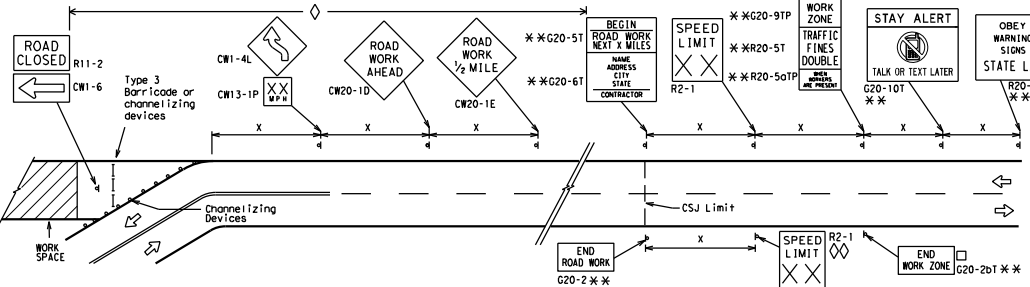 ROAD
CLOSED
R11-2
CW1-6
Type 3
Barricade or
channelizing
devices
CW1-4L
XX
MPH
CW13-1P
ROAD
WORK
AHEAD
CW20-1D
ROAD
WORK
1/2 MILE
CW20-1E
**G20-5T
BEGIN
ROAD WORK
NEXT X MILES
**G20-6T
NAME
ADDRESS
CITY
STATE
CONTRACTOR
SPEED
LIMIT
XX
R2-1
**G20-9TP
WORK
ZONE
**R20-5T
TRAFFIC
FINES
DOUBLE
**R20-5aTP
WHEN
WORKERS
ARE PRESENT
STAY ALERT
TALK OR TEXT LATER
G20-10T
**
OBEY
WARNING
SIGNS
STATE L
R20-
**
X
X
X
X
X
X
X
Channelizing
Devices
CSJ Limit
WORK
SPACE
END
ROAD WORK
G20-2 **
X
SPEED
LIMIT
XX
R2-1
END
WORK ZONE
G20-2bT **